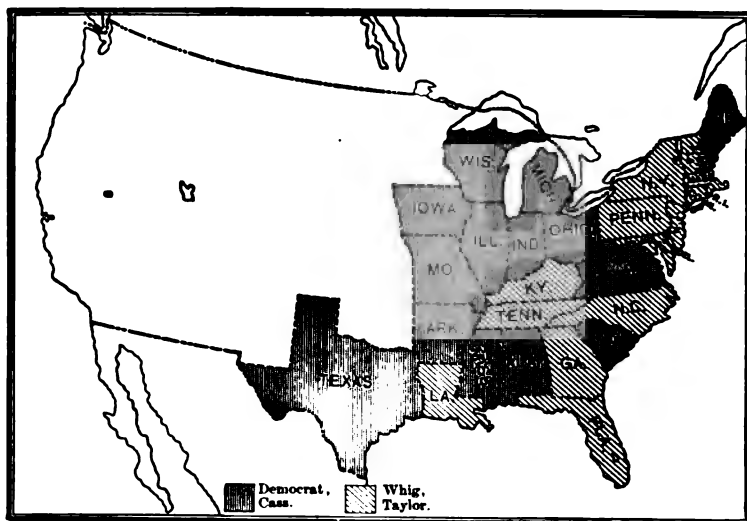 WIS.
MICH
IOWA
ILL.
IND.
OHIO
PENN.
N.Y.
MO.
KY.
TENN.
N.C.
ARK.
GA.
TEXAS
LA.
Democrat,
Cass.
Whig,
Taylor.